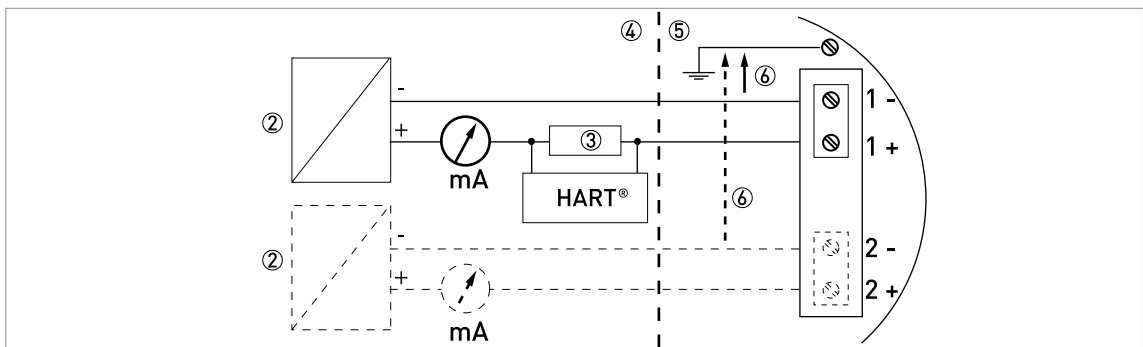 ④ ⑤
⑥
- 1 -
②
+ ③ 1 +
mA
HART®
⑥
- 2 -
②
+ 2 +
mA